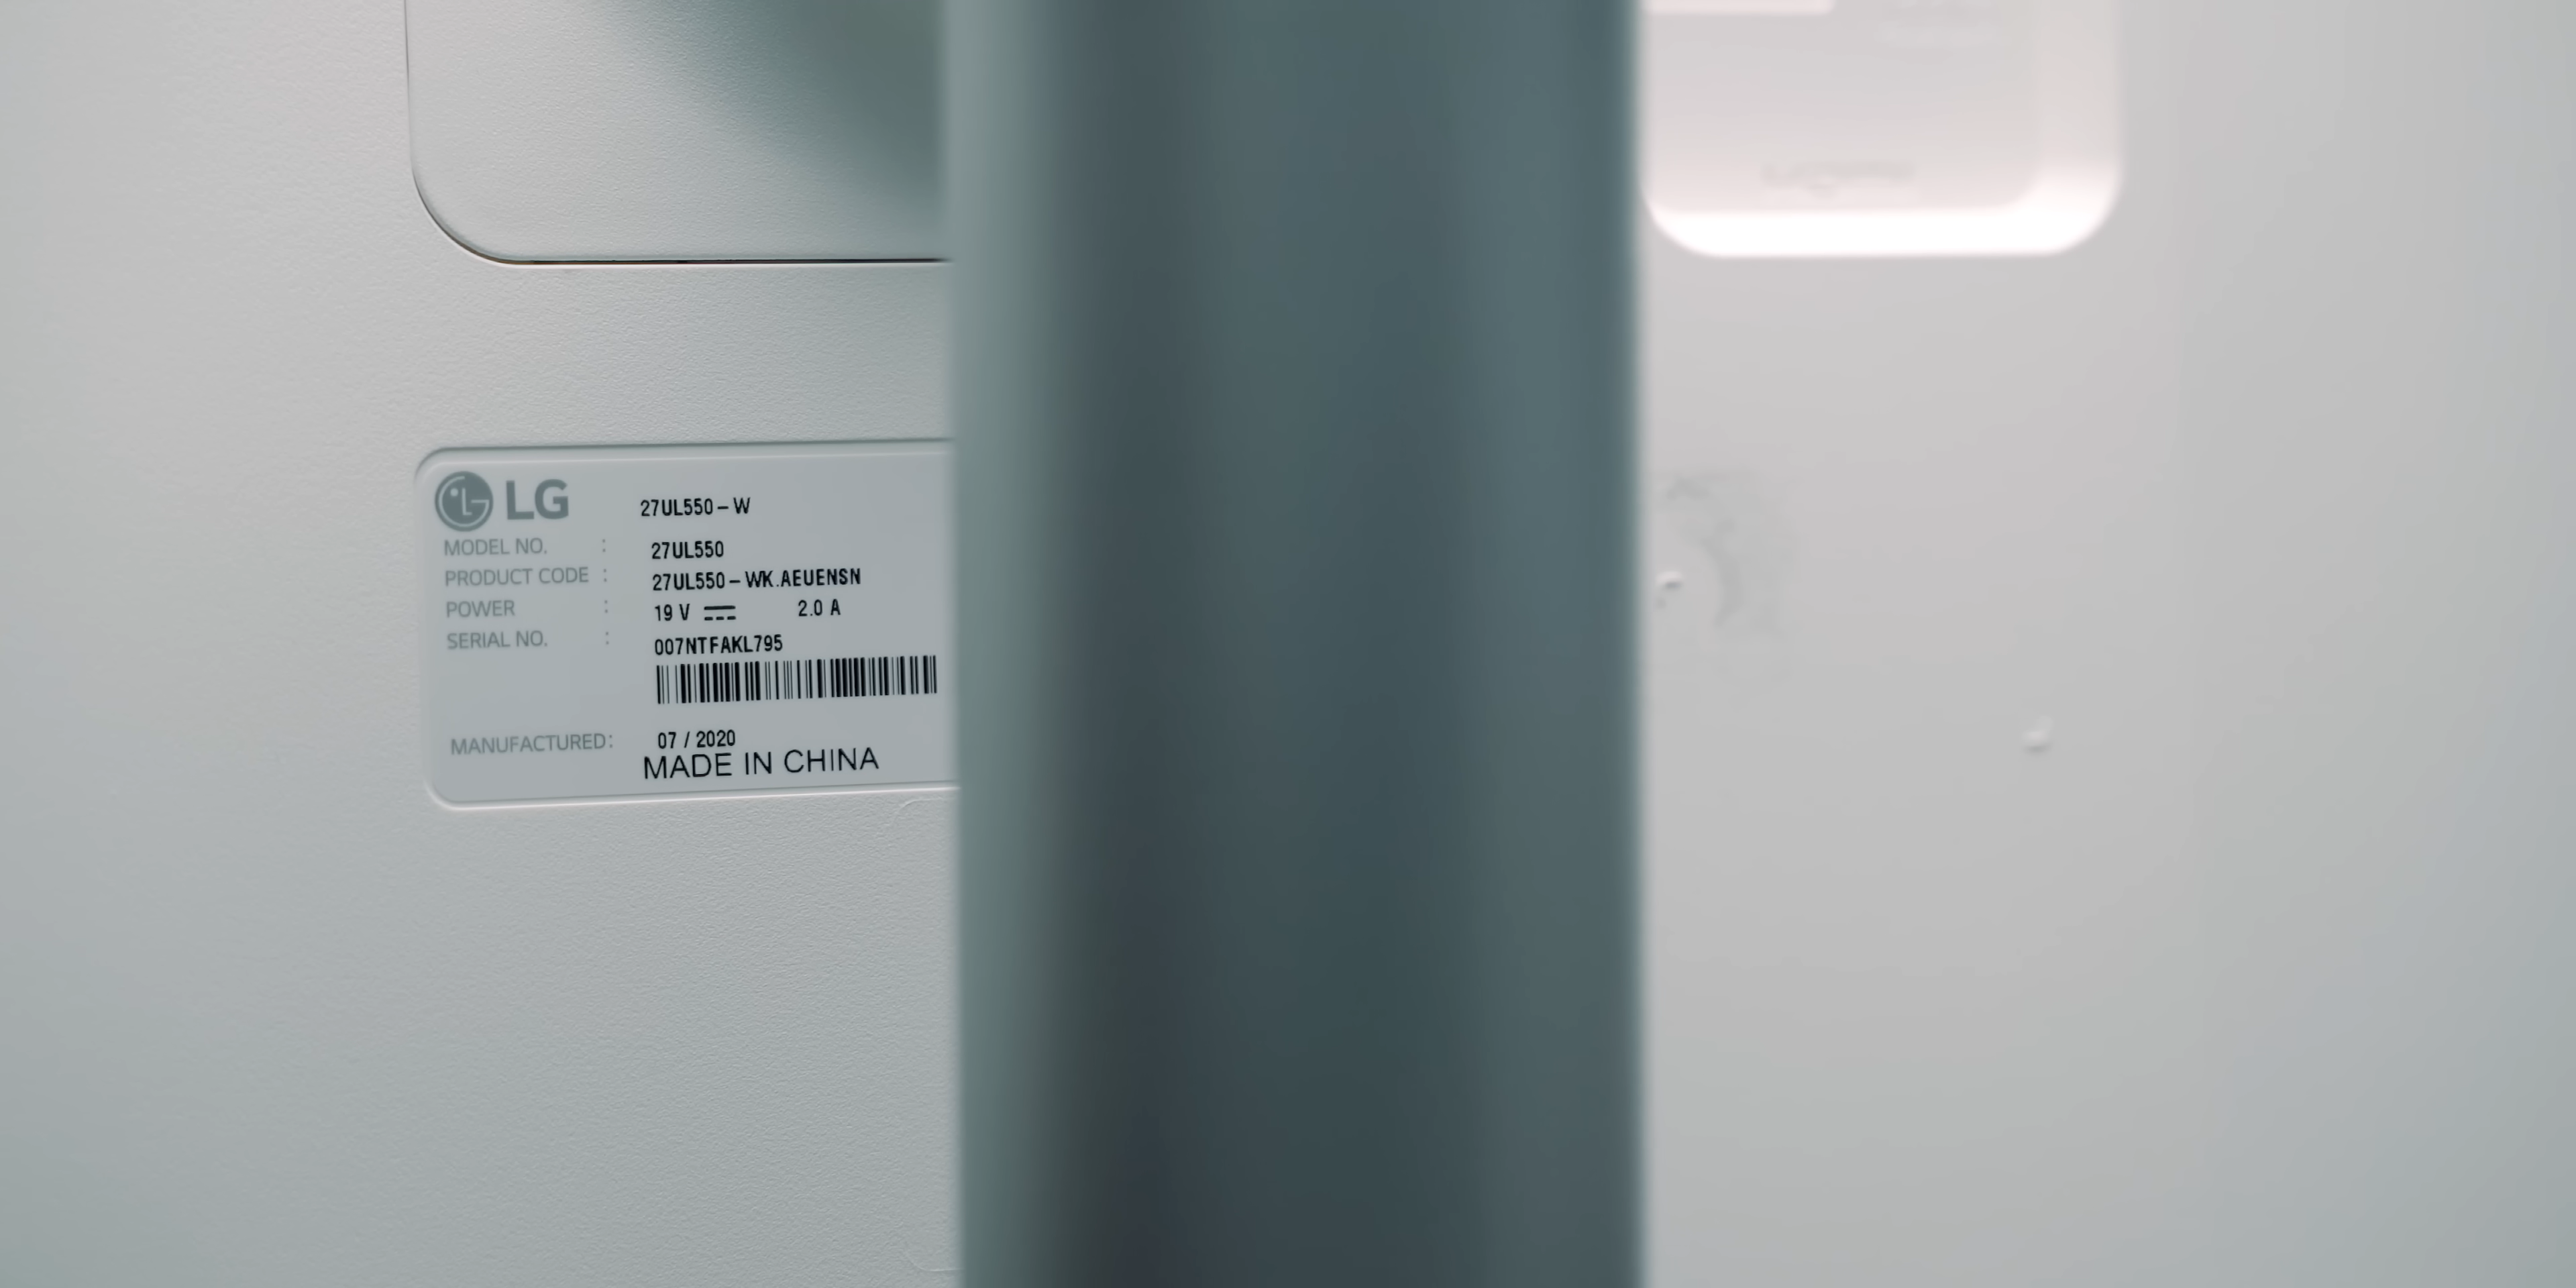 LG 27UL550-W
MODEL NO. : 27UL550
PRODUCT CODE : 27UL550-WK.AEUENSN
POWER : 19 V ⎓ 2.0 A
SERIAL NO. : 007NTFAKL795
MANUFACTURED: 07 / 2020
MADE IN CHINA